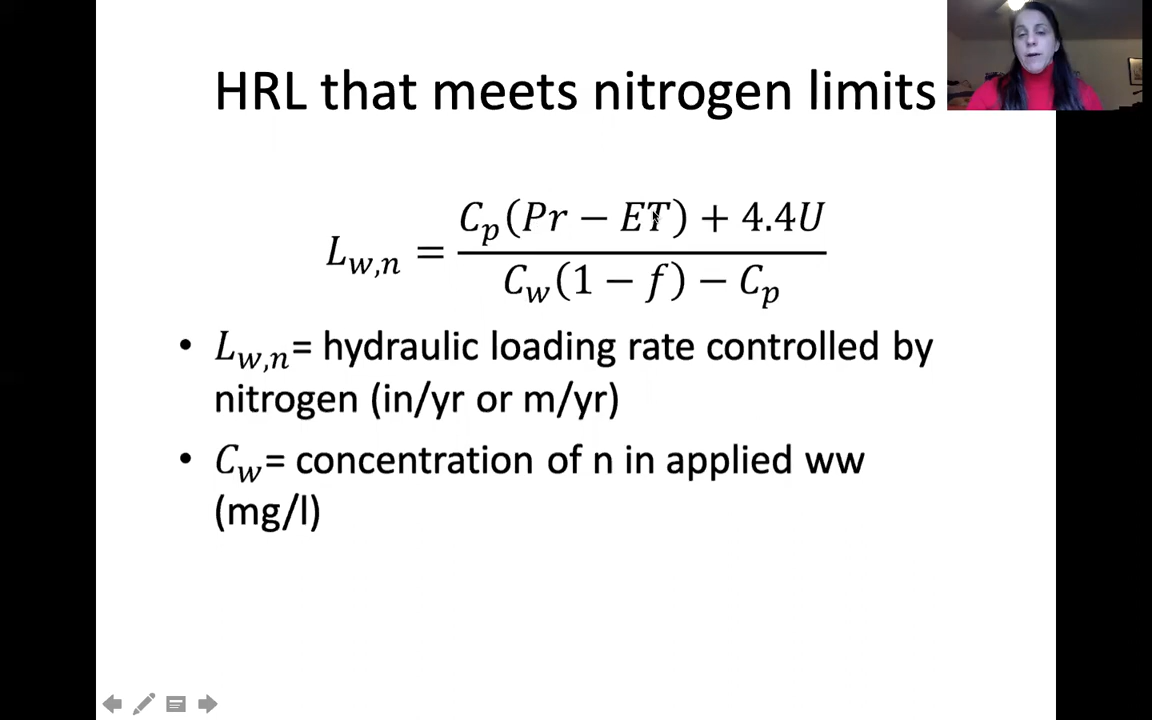 HRL that meets nitrogen limits
L_{w,n} = \frac{C_p(Pr - ET) + 4.4U}{C_w(1 - f) - C_p}
• L_{w,n}= hydraulic loading rate controlled by
nitrogen (in/yr or m/yr)
• C_w= concentration of n in applied ww
(mg/l)